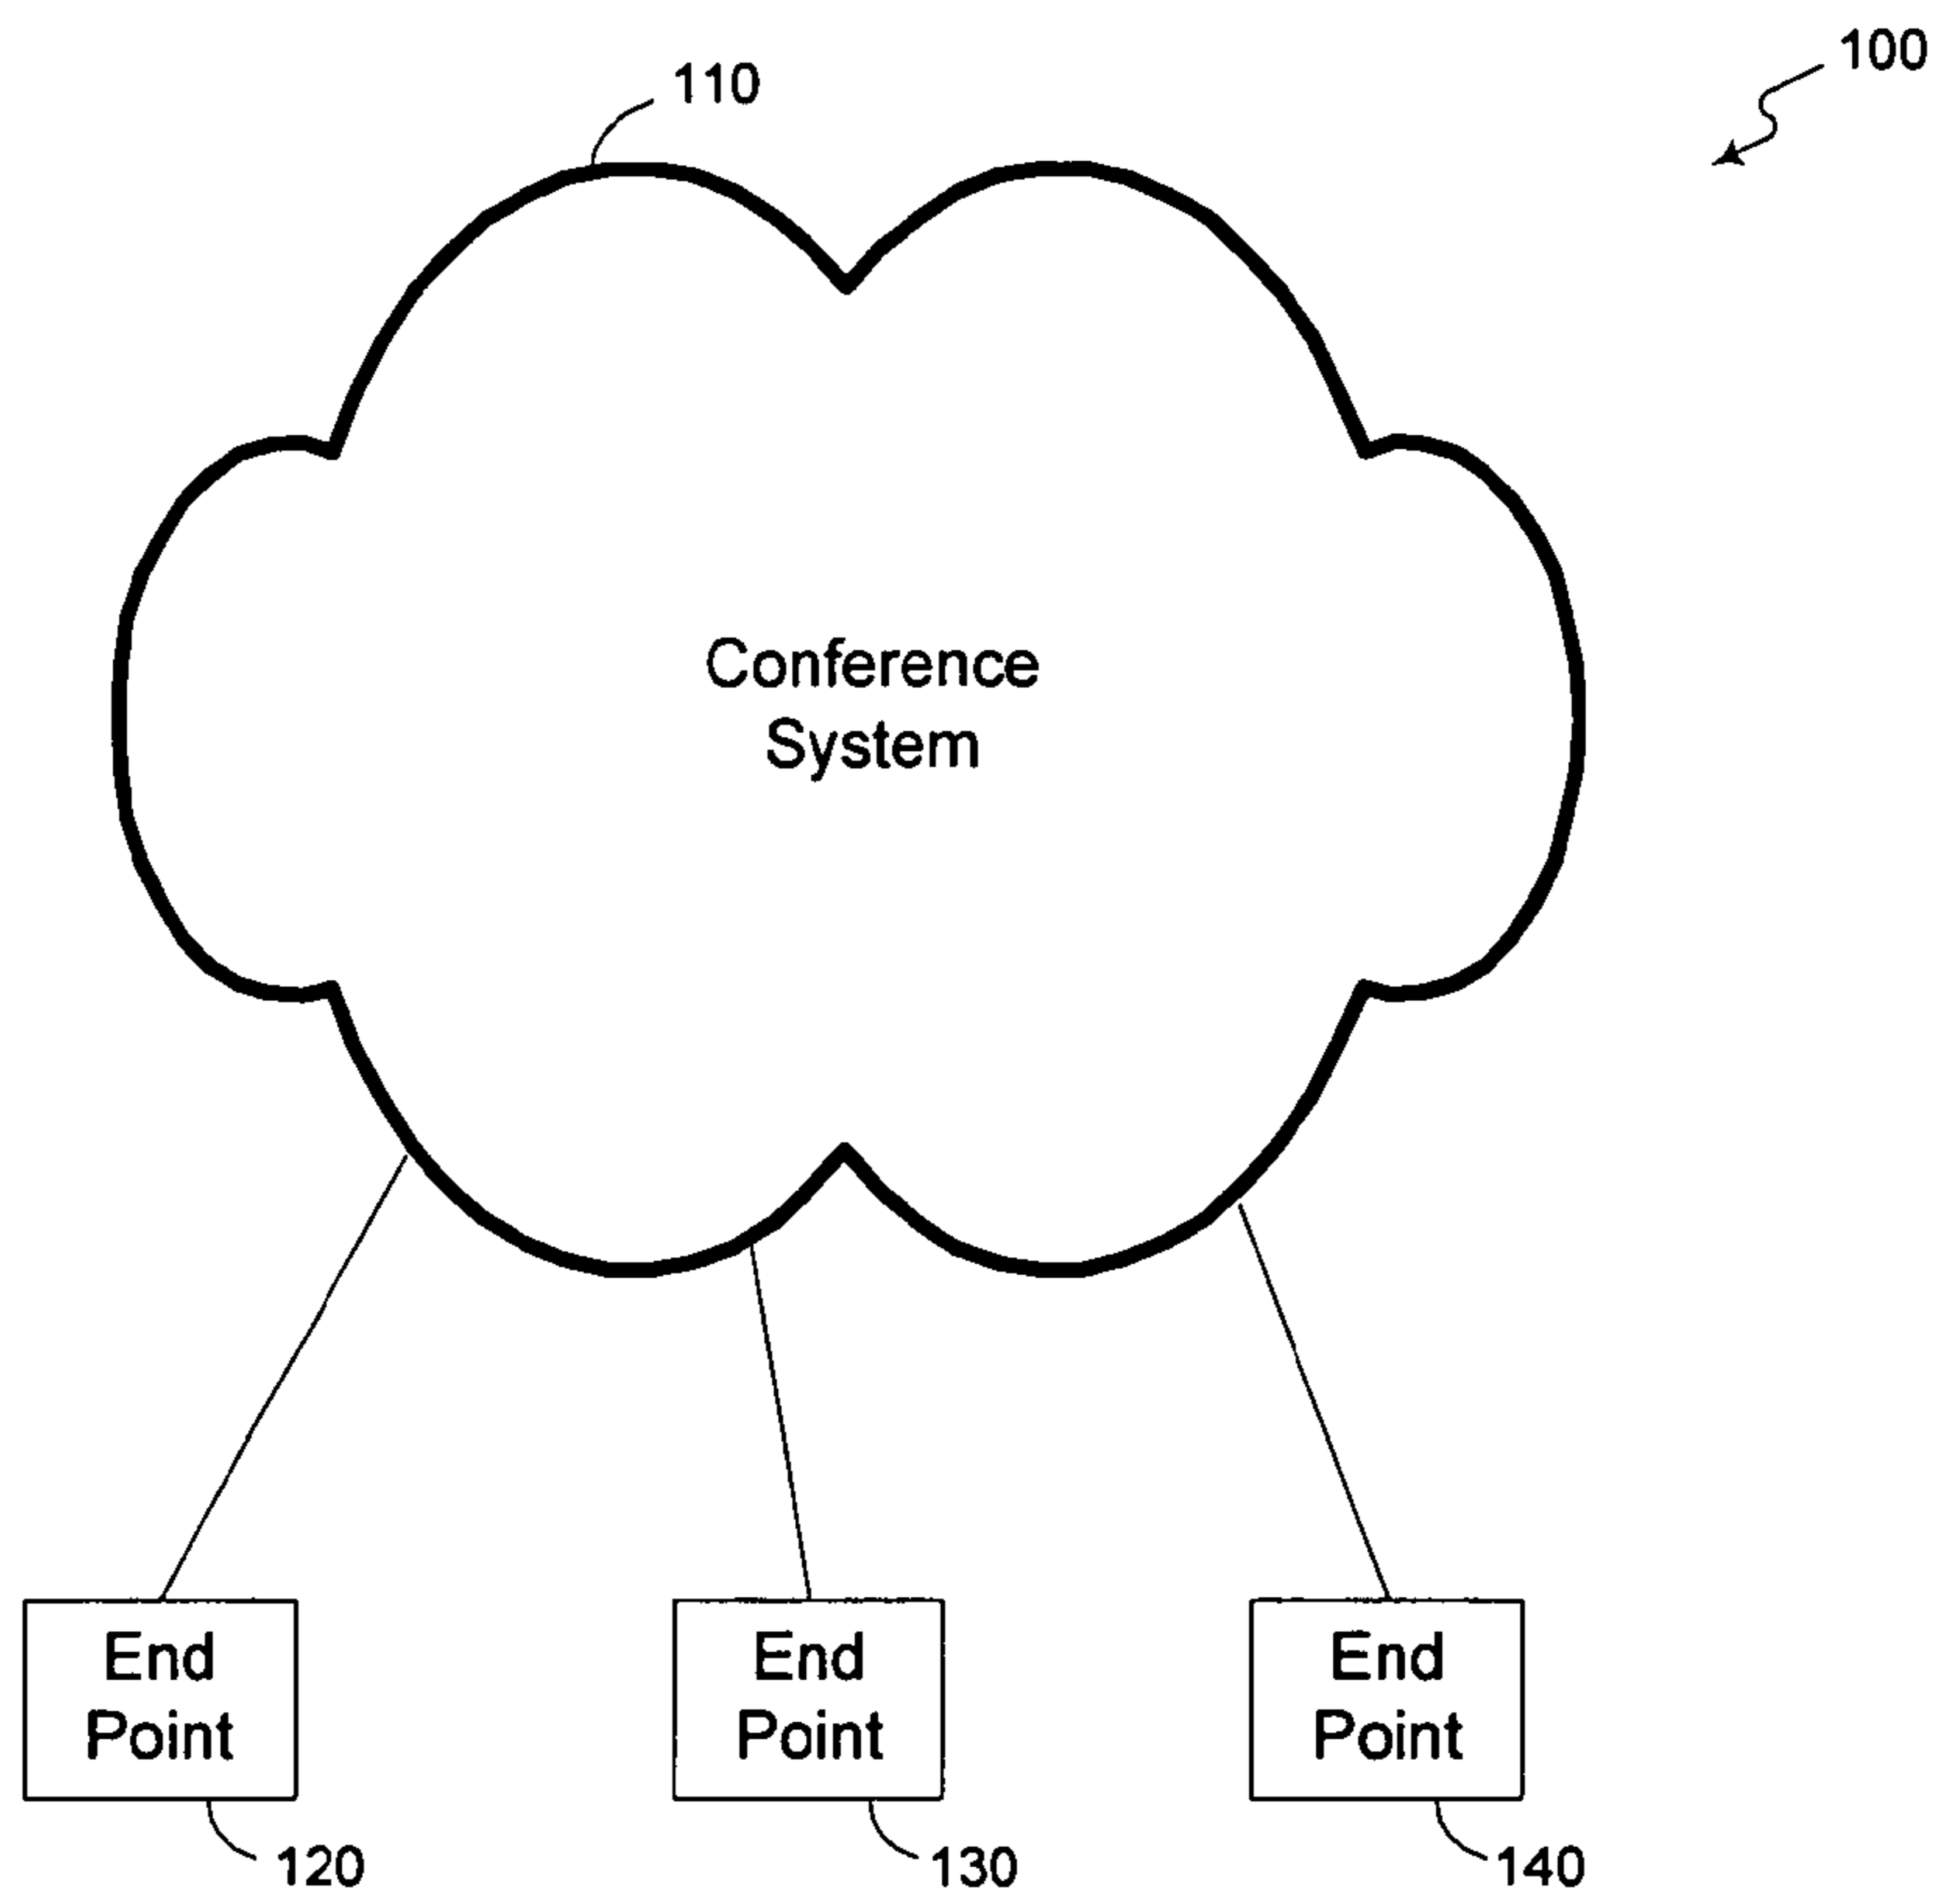 100
110
Conference
System
End
Point
End
Point
End
Point
120
130
140